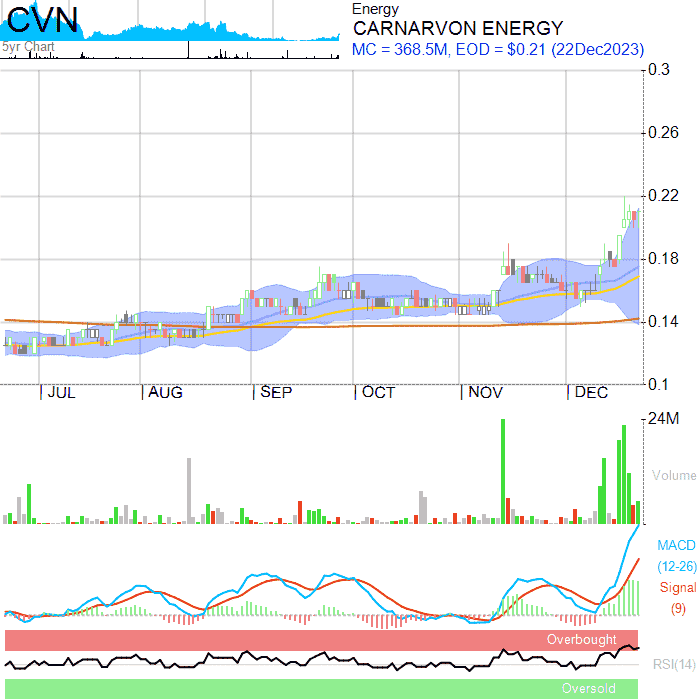 CVN
5yr Chart
Energy
CARNARVON ENERGY
MC = 368.5M, EOD = $0.21 (22Dec2023)
0.3
0.26
0.22
0.18
0.14
0.1
| JUL | AUG | SEP | OCT | NOV | DEC
24M
Volume
MACD
(12-26)
Signal
(9)
Overbought
RSI(14)
Oversold